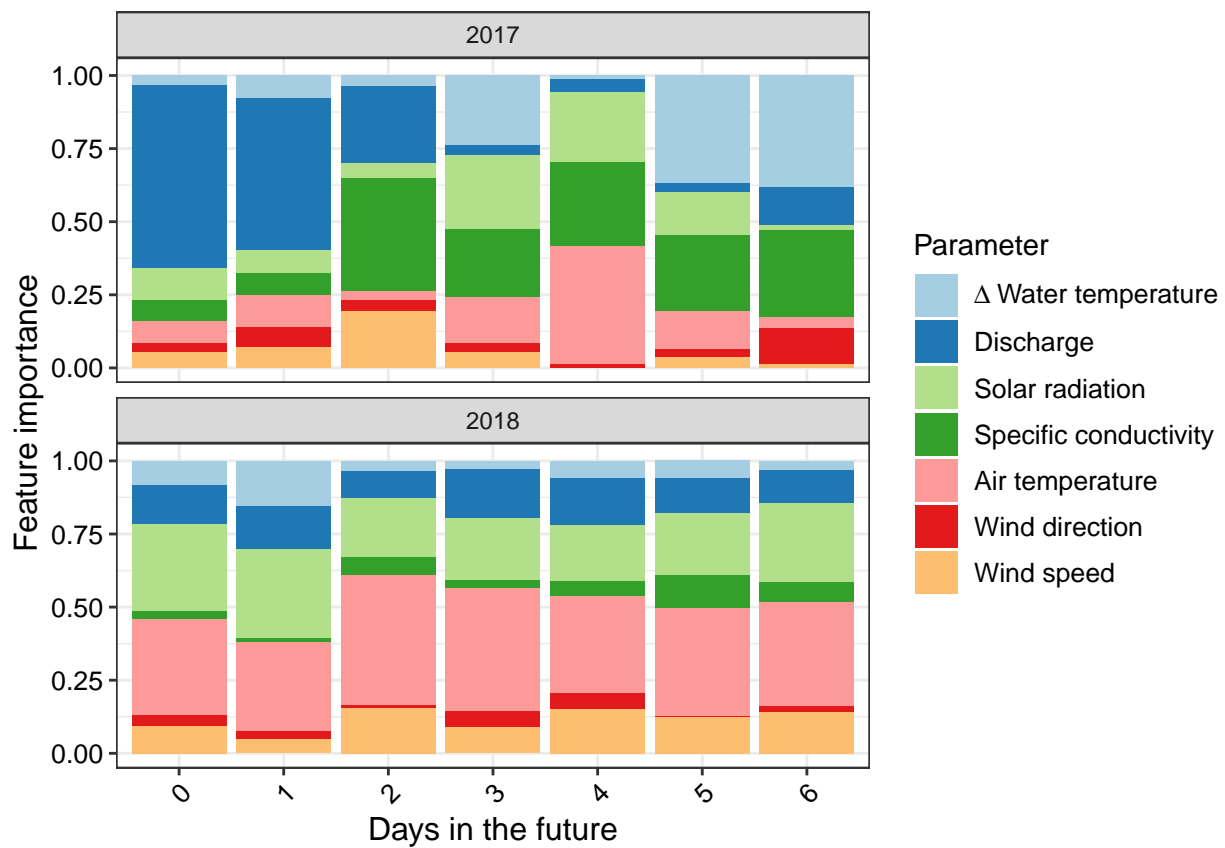 2017
1.00
0.75
0.50
0.25
0.00
2018
1.00
0.75
0.50
0.25
0.00
Feature importance
0 1 2 3 4 5 6
Days in the future
Parameter
Δ Water temperature
Discharge
Solar radiation
Specific conductivity
Air temperature
Wind direction
Wind speed